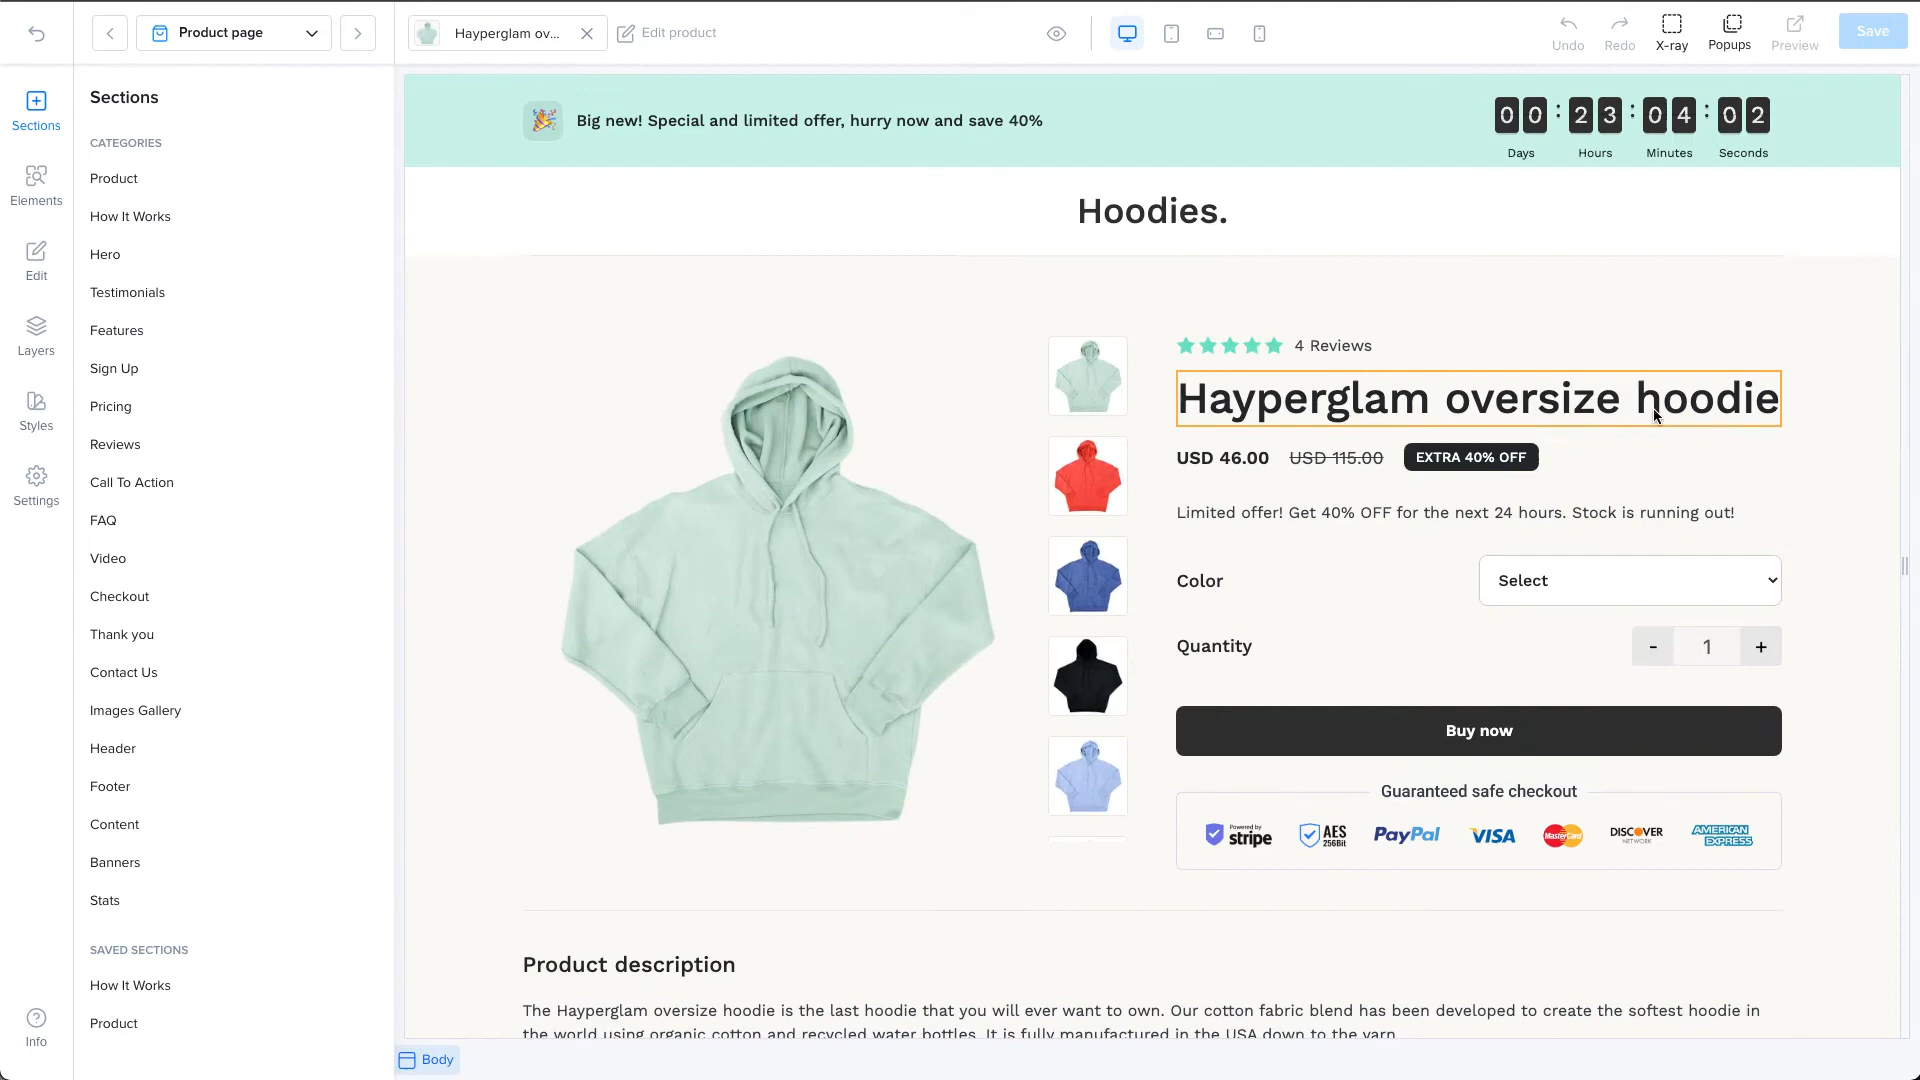 Product page
Hayperglam ov...
Edit product
Undo
Redo
X-ray
Popups
Preview
Save
Sections
Elements
Edit
Layers
Styles
Settings
Info
Sections
CATEGORIES
Product
How It Works
Hero
Testimonials
Features
Sign Up
Pricing
Reviews
Call To Action
FAQ
Video
Checkout
Thank you
Contact Us
Images Gallery
Header
Footer
Content
Banners
Stats
SAVED SECTIONS
How It Works
Product
Big new! Special and limited offer, hurry now and save 40%
00 : 23 : 04 : 02
Days Hours Minutes Seconds
Hoodies.
4 Reviews
Hayperglam oversize hoodie
USD 46.00 USD 115.00 EXTRA 40% OFF
Limited offer! Get 40% OFF for the next 24 hours. Stock is running out!
Color Select
Quantity - 1 +
Buy now
Guaranteed safe checkout
Powered by stripe
AES 256Bit
PayPal
VISA
MasterCard
DISCOVER NETWORK
AMERICAN EXPRESS
Product description
The Hayperglam oversize hoodie is the last hoodie that you will ever want to own. Our cotton fabric blend has been developed to create the softest hoodie in
the world using organic cotton and recycled water bottles. It is fully manufactured in the USA down to the yarn.
Body